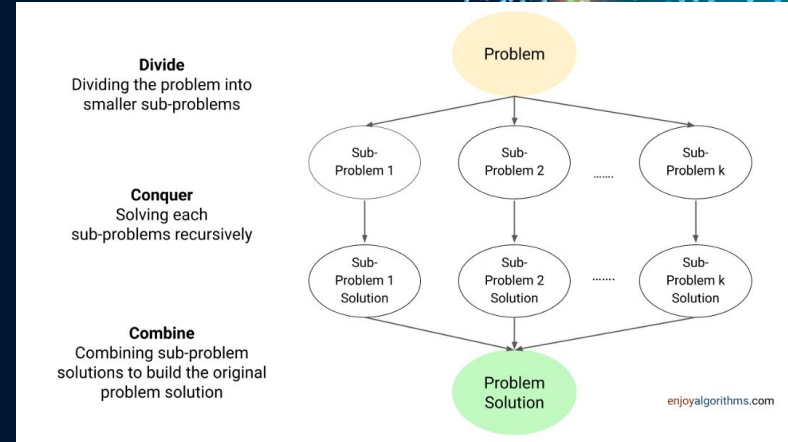 Divide
Dividing the problem into
smaller sub-problems
Conquer
Solving each
sub-problems recursively
Combine
Combining sub-problem
solutions to build the original
problem solution
Problem
Sub-
Problem 1
Sub-
Problem 2
.......
Sub-
Problem k
Sub-
Problem 1
Solution
Sub-
Problem 2
Solution
.......
Sub-
Problem k
Solution
Problem
Solution
enjoyalgorithms.com